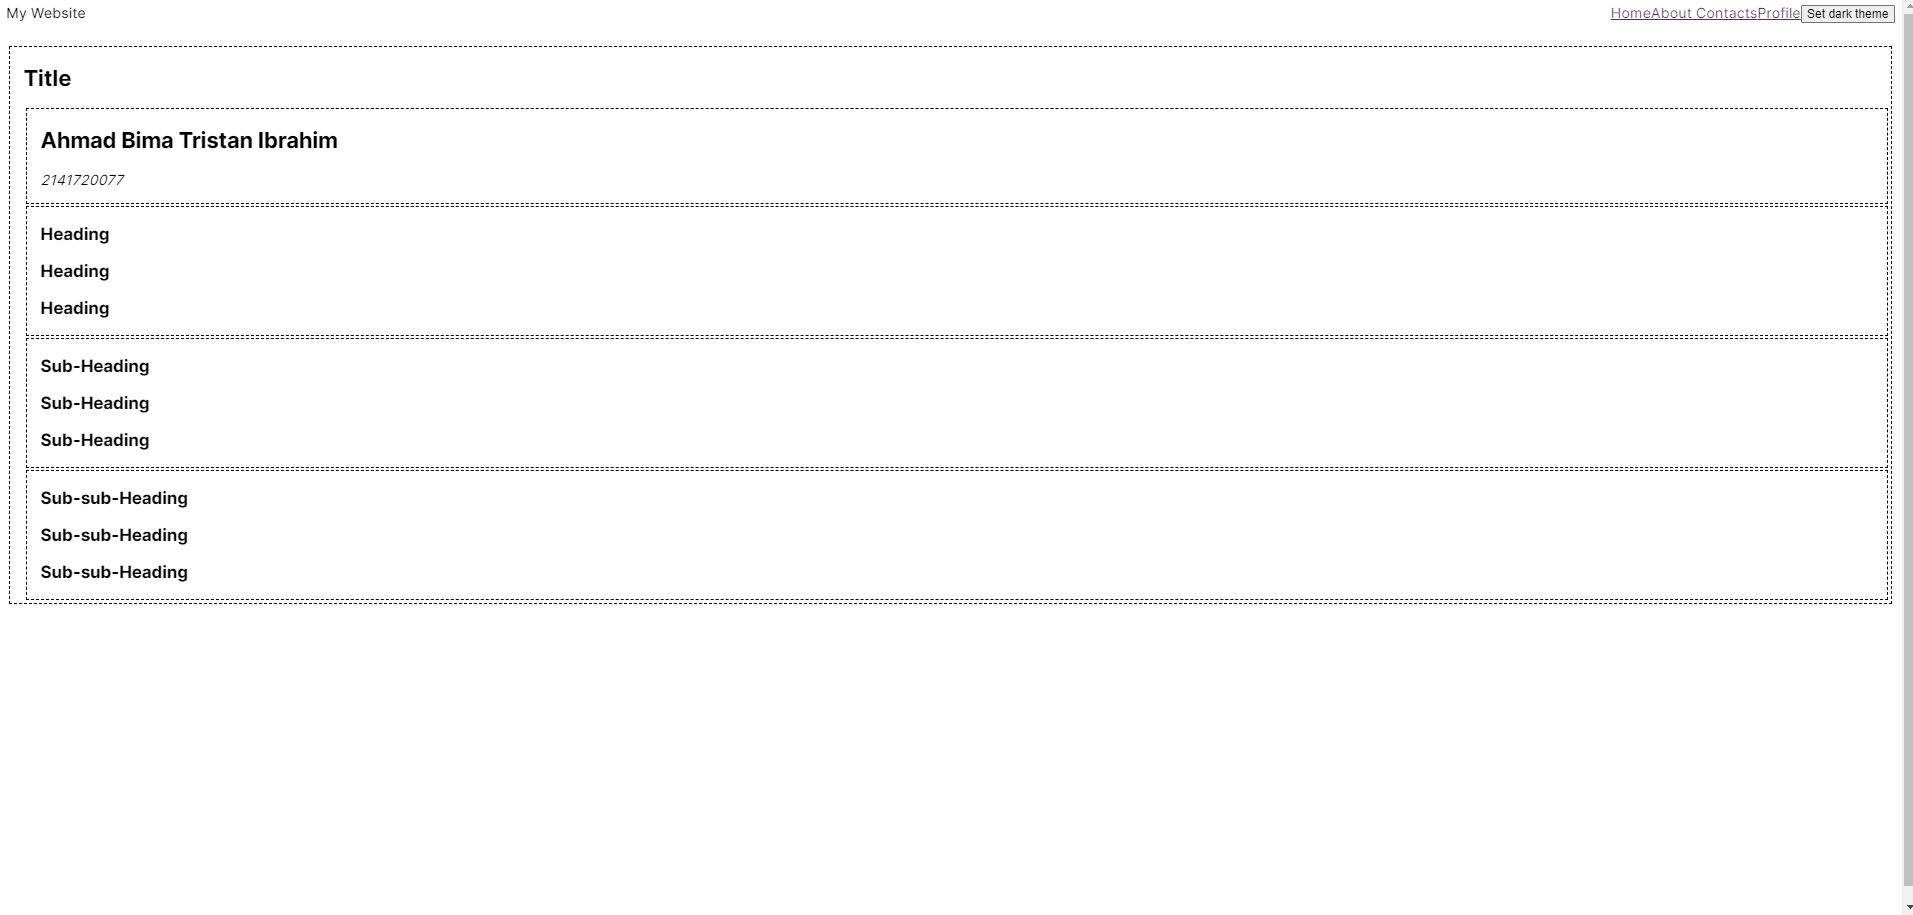 My Website HomeAbout ContactsProfile Set dark theme
Title
Ahmad Bima Tristan Ibrahim
2141720077
Heading
Heading
Heading
Sub-Heading
Sub-Heading
Sub-Heading
Sub-sub-Heading
Sub-sub-Heading
Sub-sub-Heading